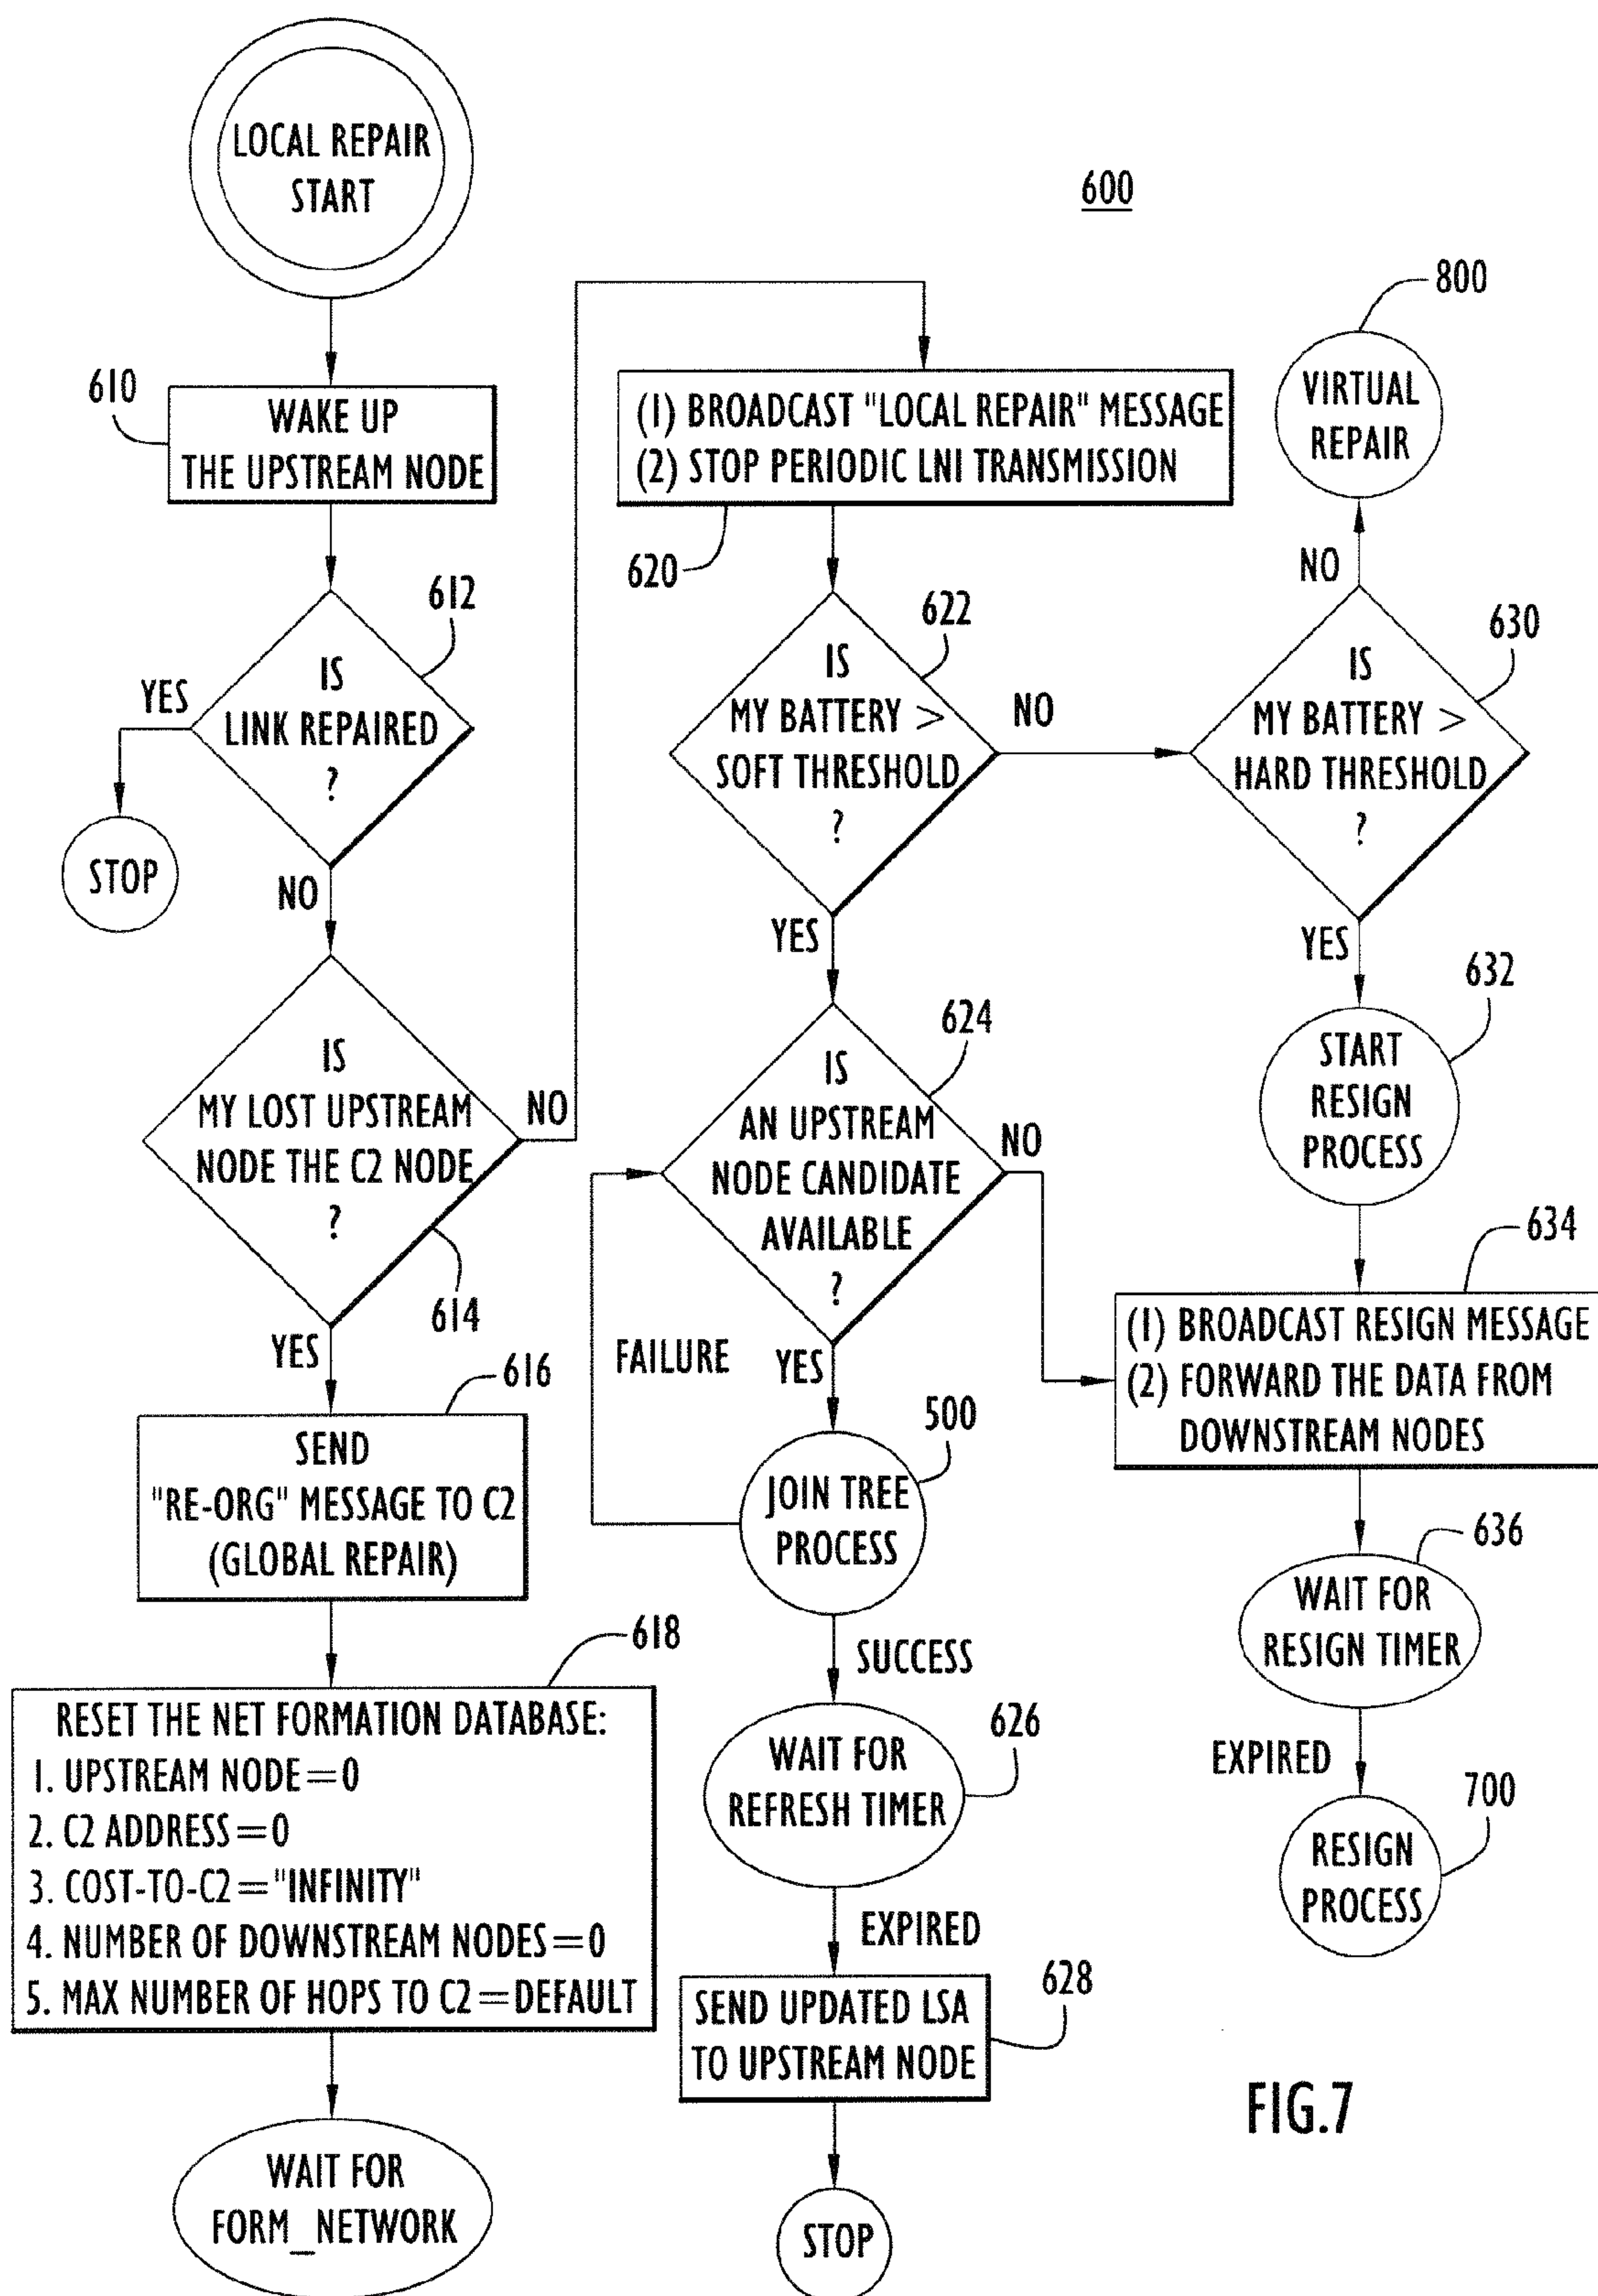 LOCAL REPAIR
START
600
610
WAKE UP
THE UPSTREAM NODE
612
IS
LINK REPAIRED
?
YES
STOP
NO
IS
MY LOST UPSTREAM
NODE THE C2 NODE
?
NO
614
YES
616
SEND
"RE-ORG" MESSAGE TO C2
(GLOBAL REPAIR)
618
RESET THE NET FORMATION DATABASE:
1. UPSTREAM NODE=0
2. C2 ADDRESS=0
3. COST-TO-C2="INFINITY"
4. NUMBER OF DOWNSTREAM NODES=0
5. MAX NUMBER OF HOPS TO C2=DEFAULT
WAIT FOR
FORM_NETWORK
(1) BROADCAST "LOCAL REPAIR" MESSAGE
(2) STOP PERIODIC LNI TRANSMISSION
620
622
IS
MY BATTERY >
SOFT THRESHOLD
?
NO
YES
624
IS
AN UPSTREAM
NODE CANDIDATE
AVAILABLE
?
NO
FAILURE
YES
500
JOIN TREE
PROCESS
SUCCESS
626
WAIT FOR
REFRESH TIMER
EXPIRED
628
SEND UPDATED LSA
TO UPSTREAM NODE
STOP
800
VIRTUAL
REPAIR
NO
630
IS
MY BATTERY >
HARD THRESHOLD
?
YES
632
START
RESIGN
PROCESS
634
(1) BROADCAST RESIGN MESSAGE
(2) FORWARD THE DATA FROM
DOWNSTREAM NODES
636
WAIT FOR
RESIGN TIMER
EXPIRED
700
RESIGN
PROCESS
FIG.7